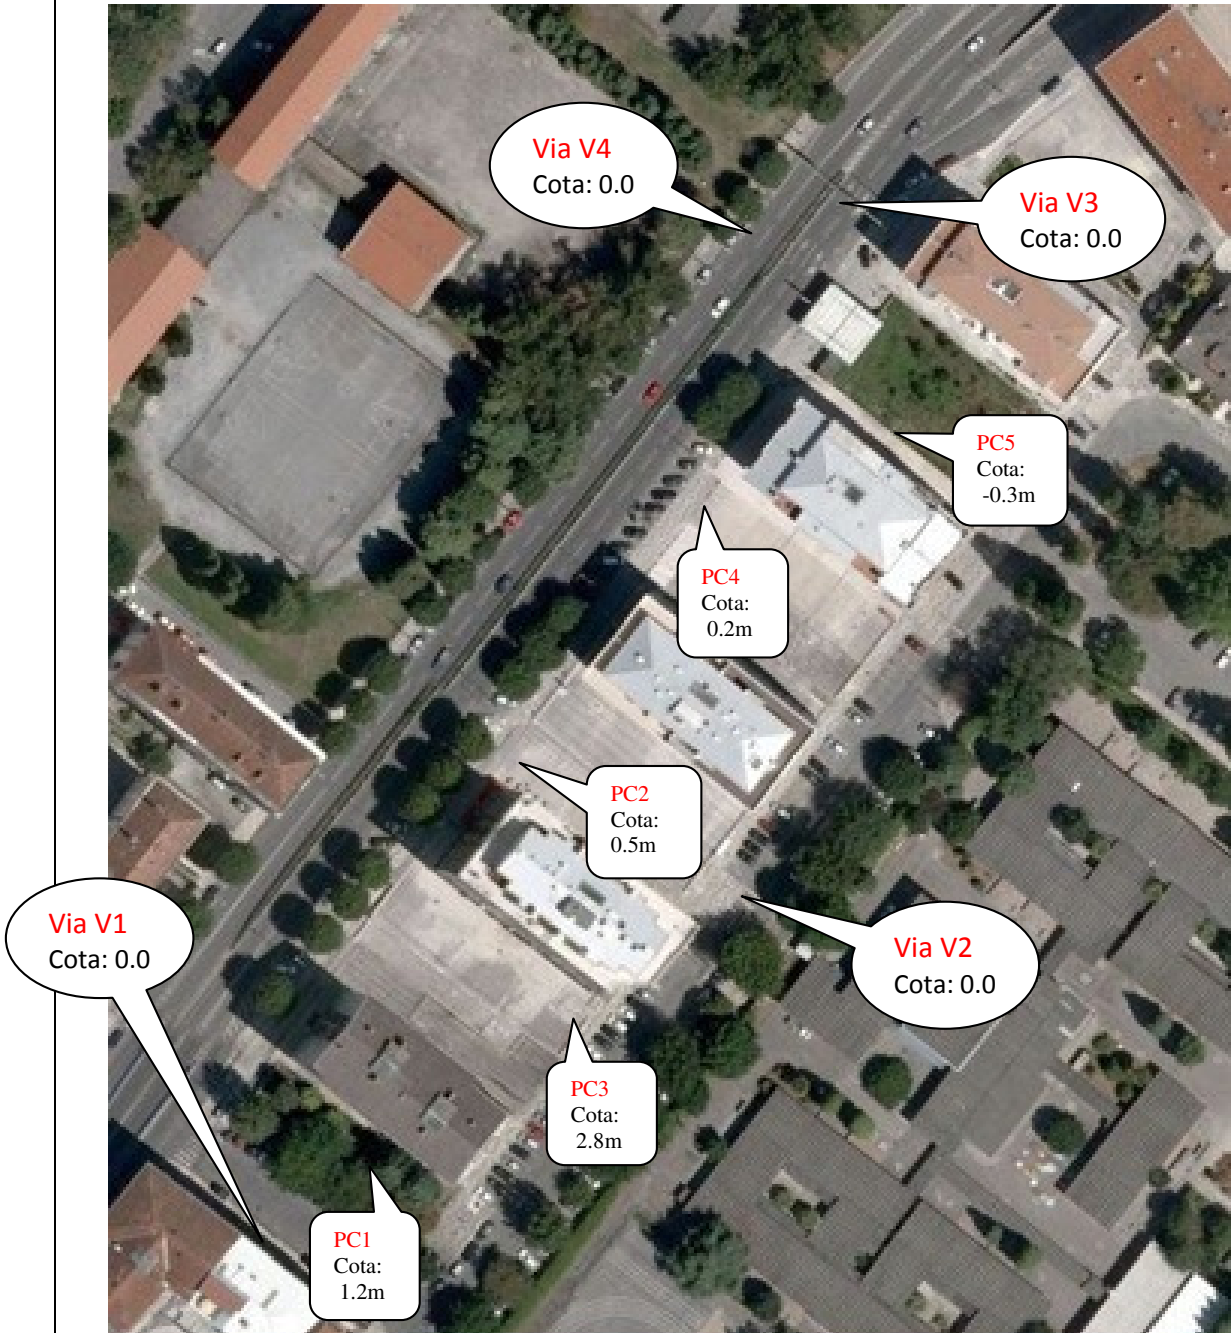 Via V4
Cota: 0.0
Via V3
Cota: 0.0
PC5
Cota:
-0.3m
PC4
Cota:
0.2m
PC2
Cota:
0.5m
Via V1
Cota: 0.0
Via V2
Cota: 0.0
PC3
Cota:
2.8m
PC1
Cota:
1.2m